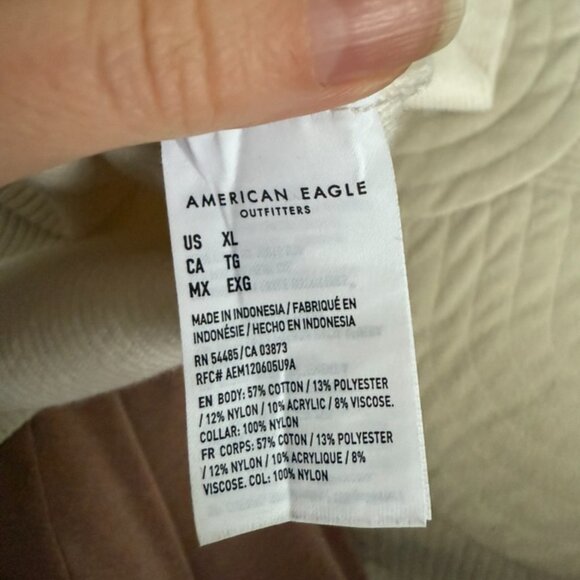 AMERICAN EAGLE
OUTFITTERS
US XL
CA TG
MX EXG
MADE IN INDONESIA / FABRIQUÉ EN
INDONÉSIE / HECHO EN INDONESIA
RN 54485 / CA 03873
RFC# AEM120605U9A
EN BODY: 57% COTTON / 13% POLYESTER
/ 12% NYLON / 10% ACRYLIC / 8% VISCOSE.
COLLAR: 100% NYLON
FR CORPS: 57% COTON / 13% POLYESTER
/ 12% NYLON / 10% ACRYLIQUE / 8%
VISCOSE. COL: 100% NYLON